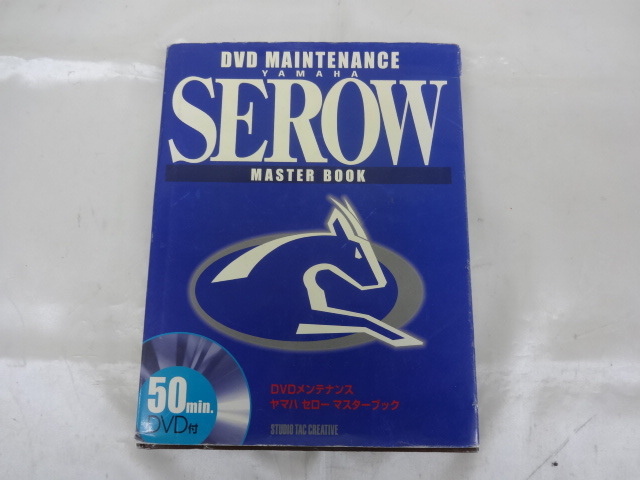 DVD MAINTENANCE
YAMAHA
SEROW
MASTER BOOK
50min.
DVD付
DVDメンテナンス
ヤマハ セロー マスターブック
STUDIO TAC CREATIVE